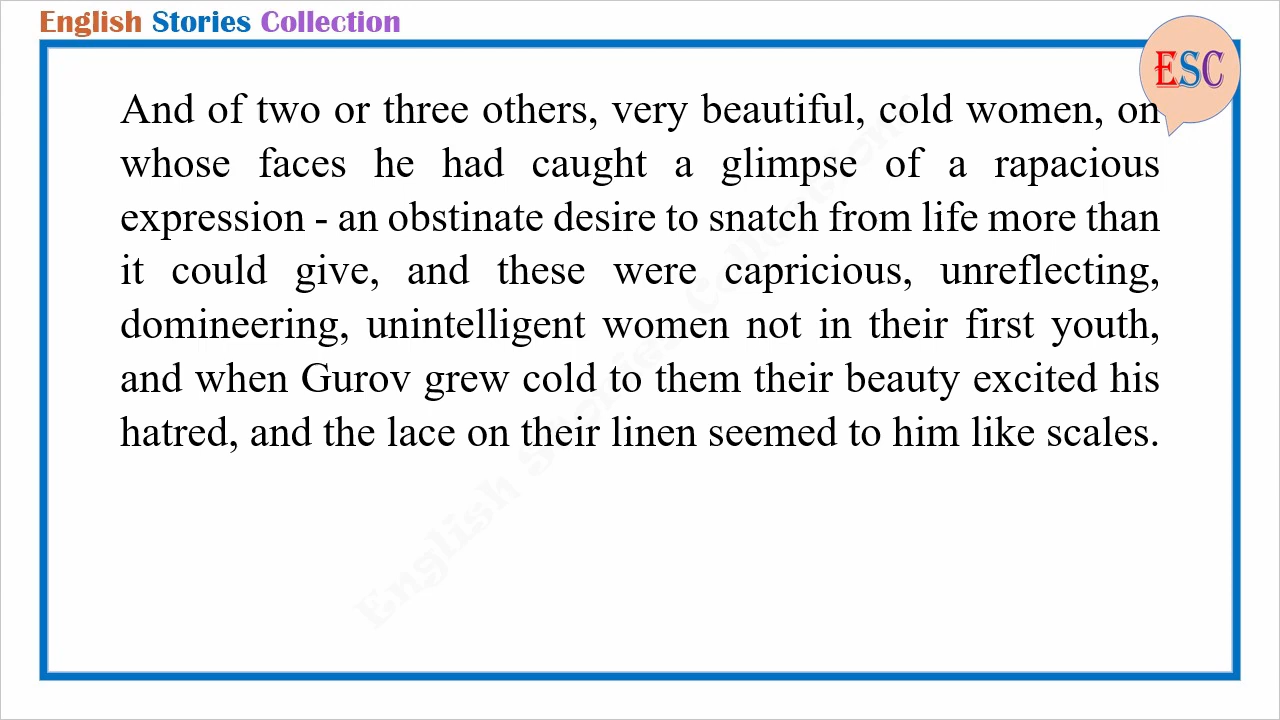 English Stories Collection
ESC
And of two or three others, very beautiful, cold women, on
whose faces he had caught a glimpse of a rapacious
expression - an obstinate desire to snatch from life more than
it could give, and these were capricious, unreflecting,
domineering, unintelligent women not in their first youth,
and when Gurov grew cold to them their beauty excited his
hatred, and the lace on their linen seemed to him like scales.
English Stories Collection